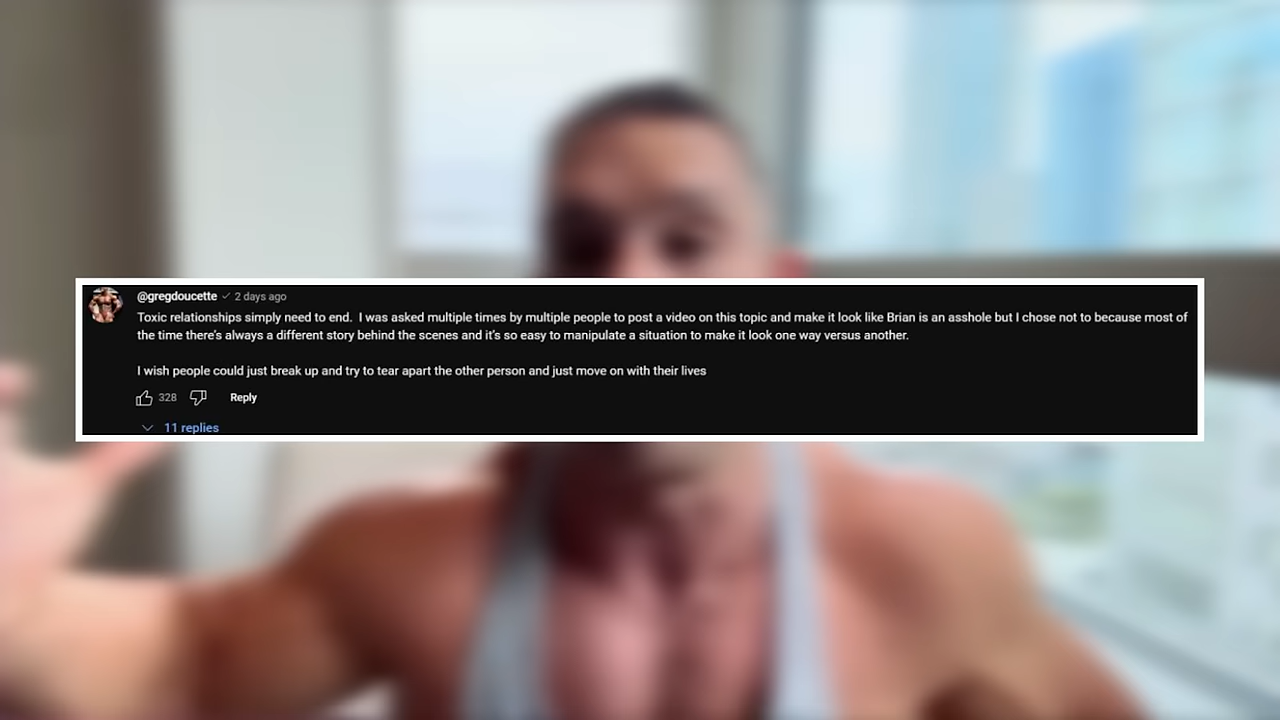 @gregdoucette 2 days ago
Toxic relationships simply need to end. I was asked multiple times by multiple people to post a video on this topic and make it look like Brian is an asshole but I chose not to because most of
the time there's always a different story behind the scenes and it's so easy to manipulate a situation to make it look one way versus another.
I wish people could just break up and try to tear apart the other person and just move on with their lives
328 Reply
11 replies